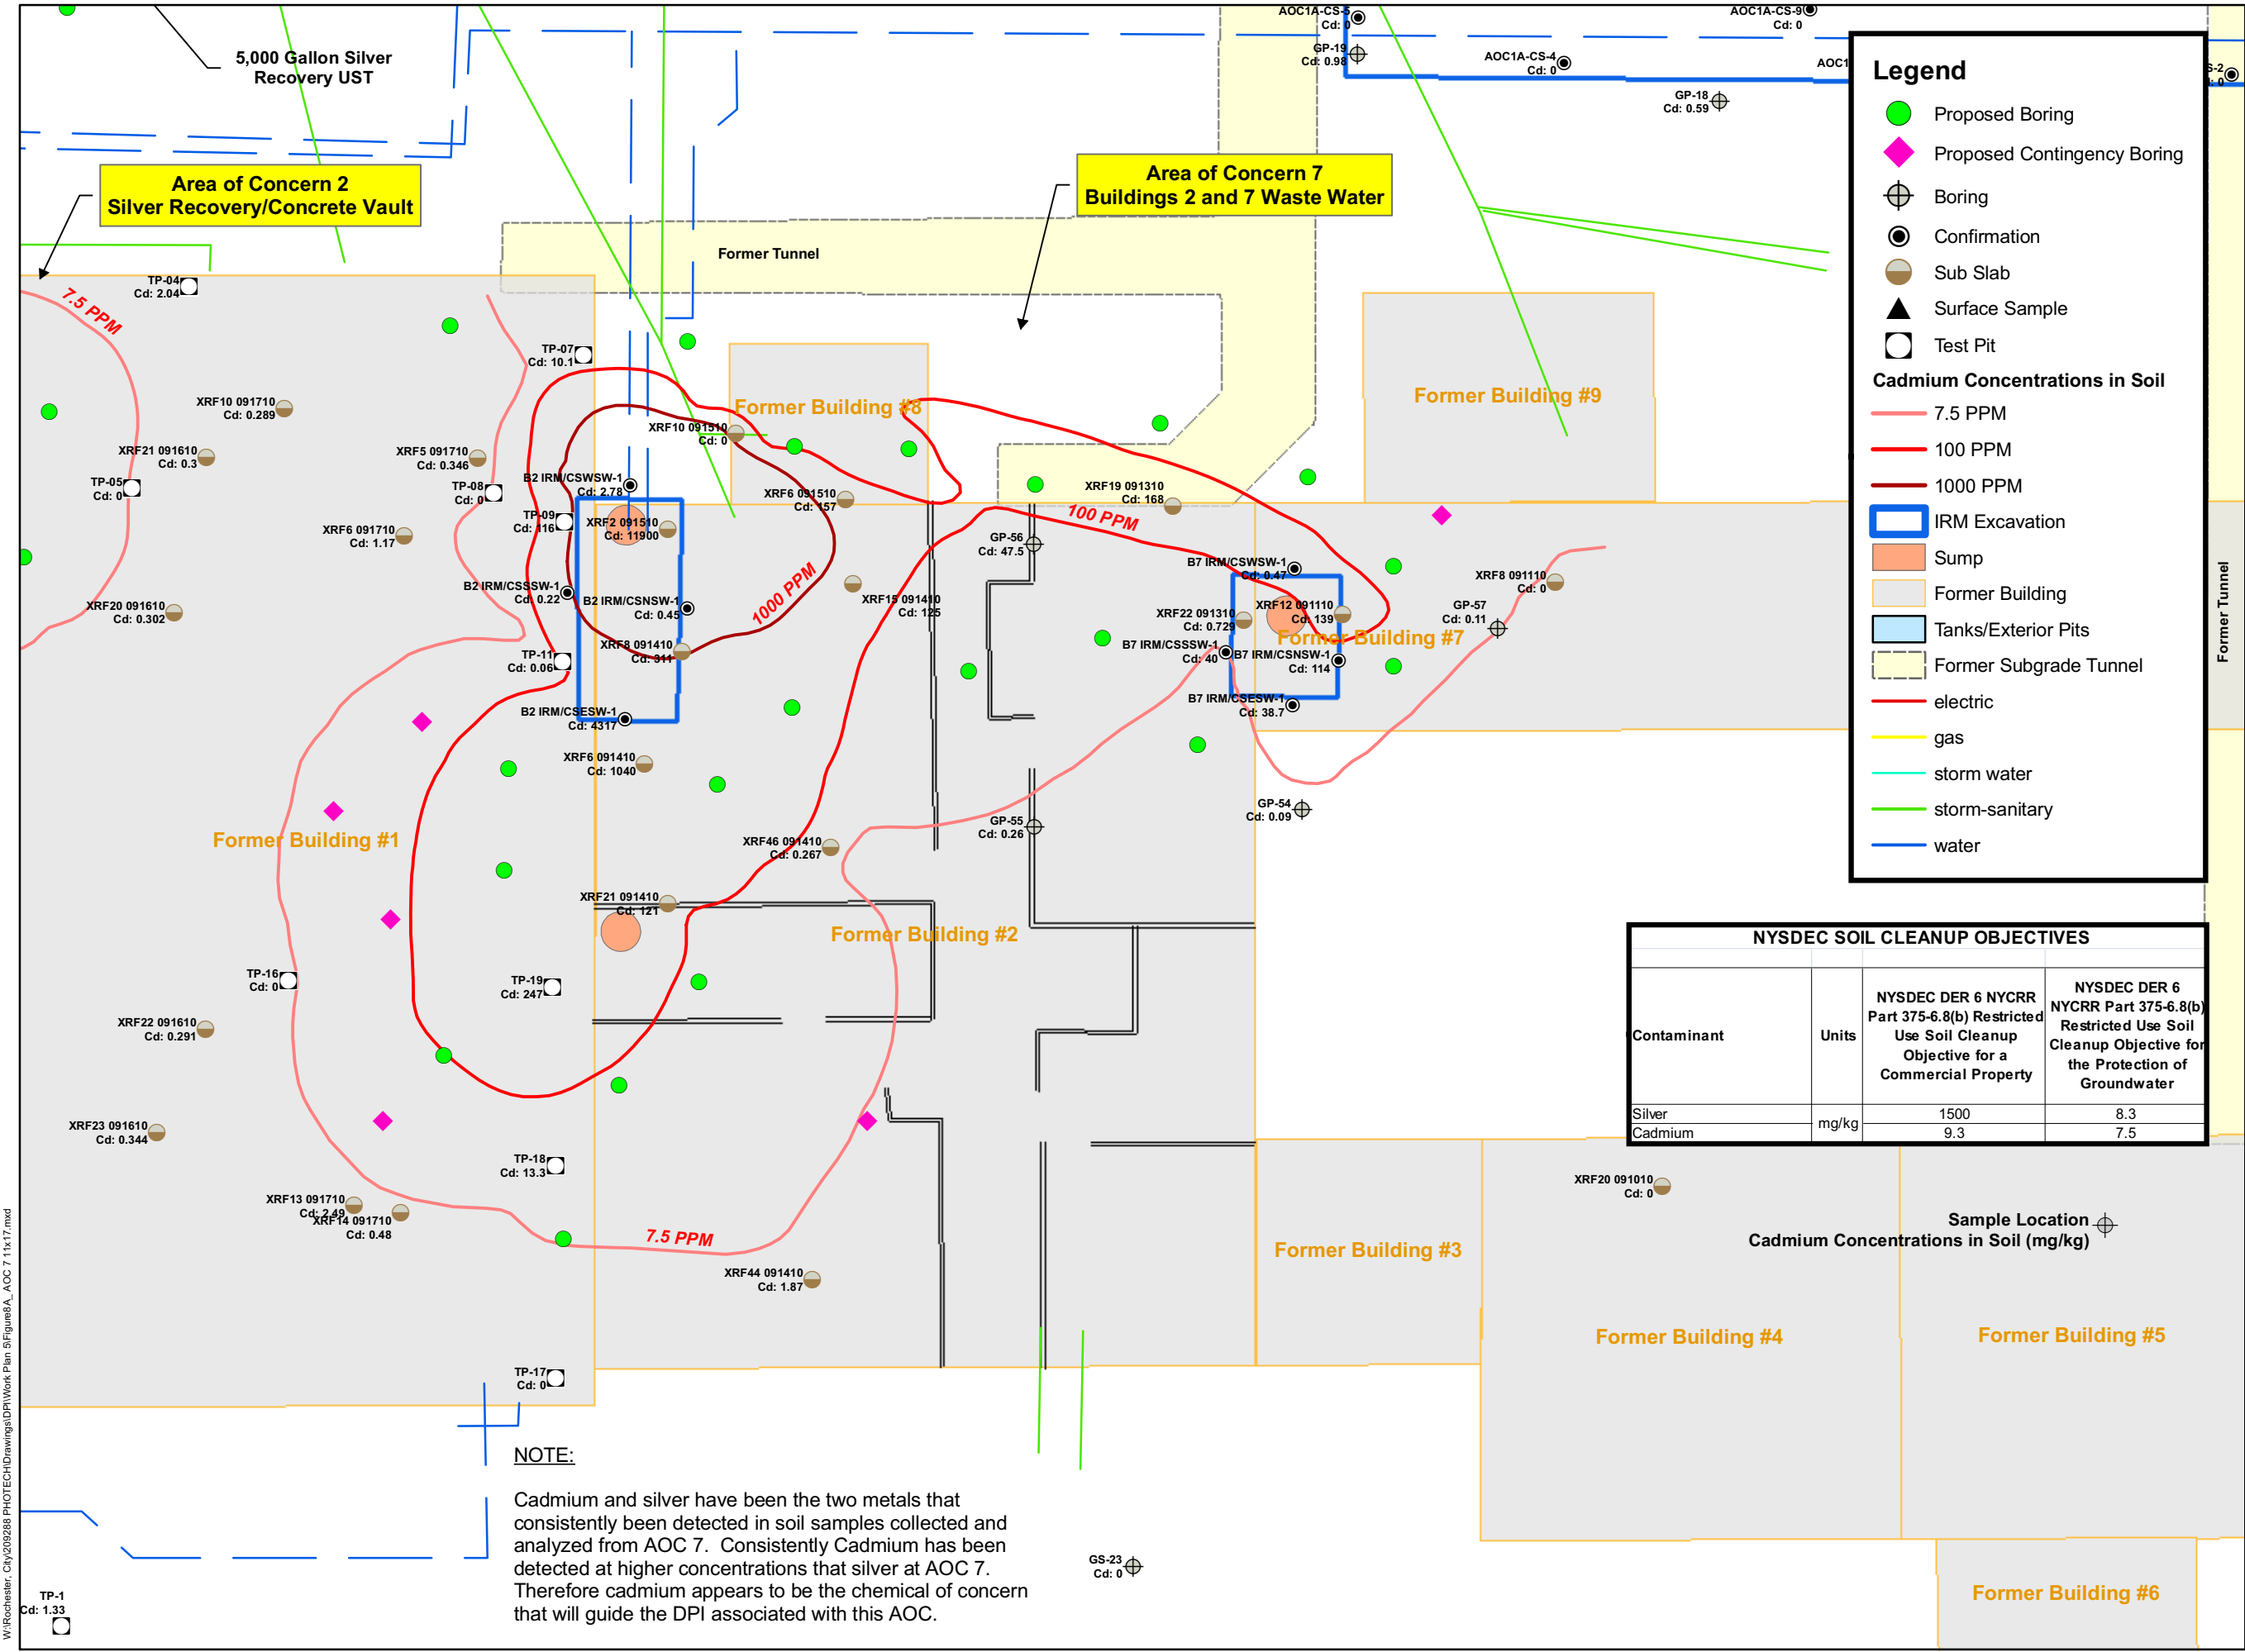 AOC1A-CS-5
Cd: 0
AOC1A-CS-9
Cd: 0
GP-19
Cd: 0.98
AOC1A-CS-4
Cd: 0
AOC1
S-2
GP-18
Cd: 0.59
5,000 Gallon Silver
Recovery UST
Area of Concern 2
Silver Recovery/Concrete Vault
Area of Concern 7
Buildings 2 and 7 Waste Water
Former Tunnel
Legend
Proposed Boring
Proposed Contingency Boring
Boring
Confirmation
Sub Slab
Surface Sample
Test Pit
Cadmium Concentrations in Soil
7.5 PPM
100 PPM
1000 PPM
IRM Excavation
Sump
Former Building
Tanks/Exterior Pits
Former Subgrade Tunnel
electric
gas
storm water
storm-sanitary
water
Former Tunnel
TP-04
Cd: 2.04
7.5 PPM
TP-07
Cd: 10.1
XRF10 091710
Cd: 0.289
Former Building #8
Former Building #9
XRF10 091510
Cd: 0
XRF21 091610
Cd: 0.3
XRF5 091710
Cd: 0.346
TP-05
Cd: 0
TP-08
Cd: 0
B2 IRM/CSWSW-1
Cd: 2.78
XRF6 091510
Cd: 157
XRF19 091310
Cd: 168
100 PPM
TP-09
Cd: 116
XRF2 091510
Cd: 11900
XRF6 091710
Cd: 1.17
GP-56
Cd: 47.5
B7 IRM/CSWSW-1
Cd: 0.47
XRF8 091110
Cd: 0
1000 PPM
B2 IRM/CSSSW-1
Cd: 0.22
B2 IRM/CSNSW-1
Cd: 0.45
XRF15 091410
Cd: 125
XRF20 091610
Cd: 0.302
XRF22 091310
Cd: 0.729
XRF12 091110
Cd: 139
GP-57
Cd: 0.11
Former Building #7
XRF8 091410
Cd: 311
TP-11
Cd: 0.06
B7 IRM/CSSSW-1
Cd: 40
B7 IRM/CSNSW-1
Cd: 114
B7 IRM/CSESW-1
Cd: 38.7
B2 IRM/CSESW-1
Cd: 4317
XRF6 091410
Cd: 1040
GP-54
Cd: 0.09
GP-55
Cd: 0.26
Former Building #1
XRF46 091410
Cd: 0.267
XRF21 091410
Cd: 121
Former Building #2
TP-16
Cd: 0
TP-19
Cd: 247
XRF22 091610
Cd: 0.291
XRF23 091610
Cd: 0.344
TP-18
Cd: 13.3
XRF13 091710
Cd: 2.49
XRF14 091710
Cd: 0.48
7.5 PPM
XRF44 091410
Cd: 1.87
TP-17
Cd: 0
NYSDEC SOIL CLEANUP OBJECTIVES
Contaminant
Units
NYSDEC DER 6 NYCRR
Part 375-6.8(b) Restricted
Use Soil Cleanup
Objective for a
Commercial Property
NYSDEC DER 6
NYCRR Part 375-6.8(b)
Restricted Use Soil
Cleanup Objective for
the Protection of
Groundwater
Silver 1500 8.3
mg/kg
Cadmium 9.3 7.5
XRF20 091010
Cd: 0
Sample Location
Cadmium Concentrations in Soil (mg/kg)
Former Building #3
Former Building #4
Former Building #5
Former Building #6
NOTE:
Cadmium and silver have been the two metals that
consistently been detected in soil samples collected and
analyzed from AOC 7. Consistently Cadmium has been
detected at higher concentrations that silver at AOC 7.
Therefore cadmium appears to be the chemical of concern
that will guide the DPI associated with this AOC.
GS-23
Cd: 0
TP-1
Cd: 1.33
W:\Rochester, City\209288 PHOTECH\Drawings\DPI\Work Plan 5\Figure8A_ AOC 7 11x17.mxd